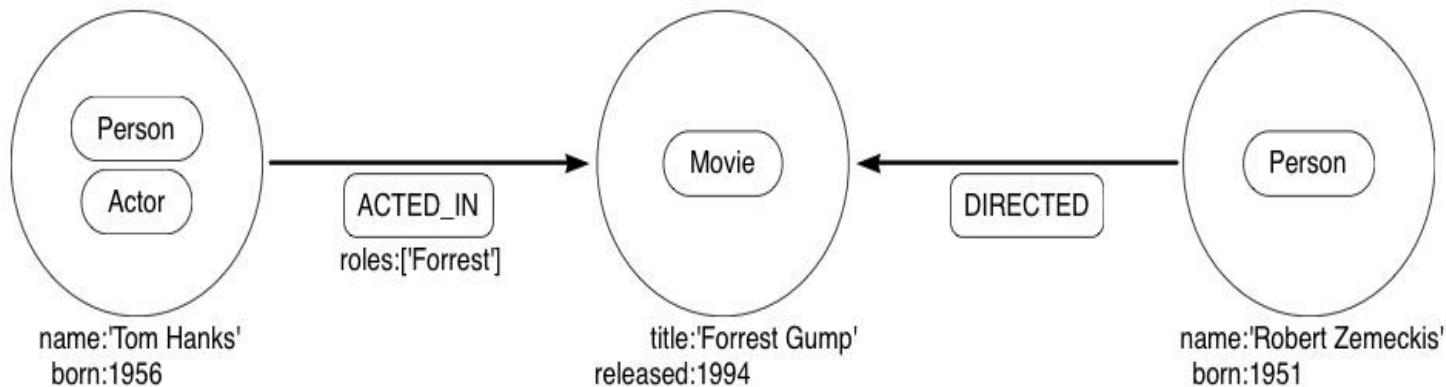 Person
Actor
name:'Tom Hanks'
born:1956
ACTED_IN
roles:['Forrest']
Movie
title:'Forrest Gump'
released:1994
DIRECTED
Person
name:'Robert Zemeckis'
born:1951